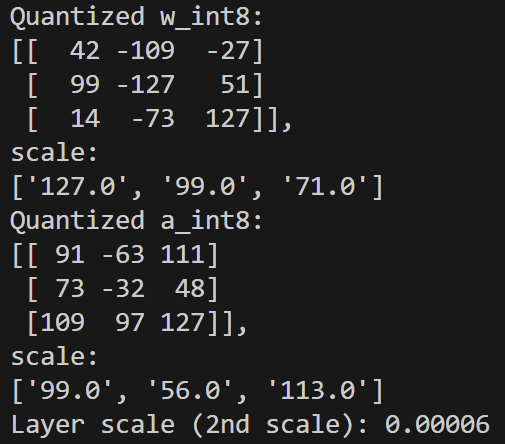 Quantized w_int8:
[[  42 -109  -27]
 [  99 -127   51]
 [  14  -73  127]],
scale:
['127.0', '99.0', '71.0']
Quantized a_int8:
[[ 91 -63 111]
 [ 73 -32  48]
 [109  97 127]],
scale:
['99.0', '56.0', '113.0']
Layer scale (2nd scale): 0.00006